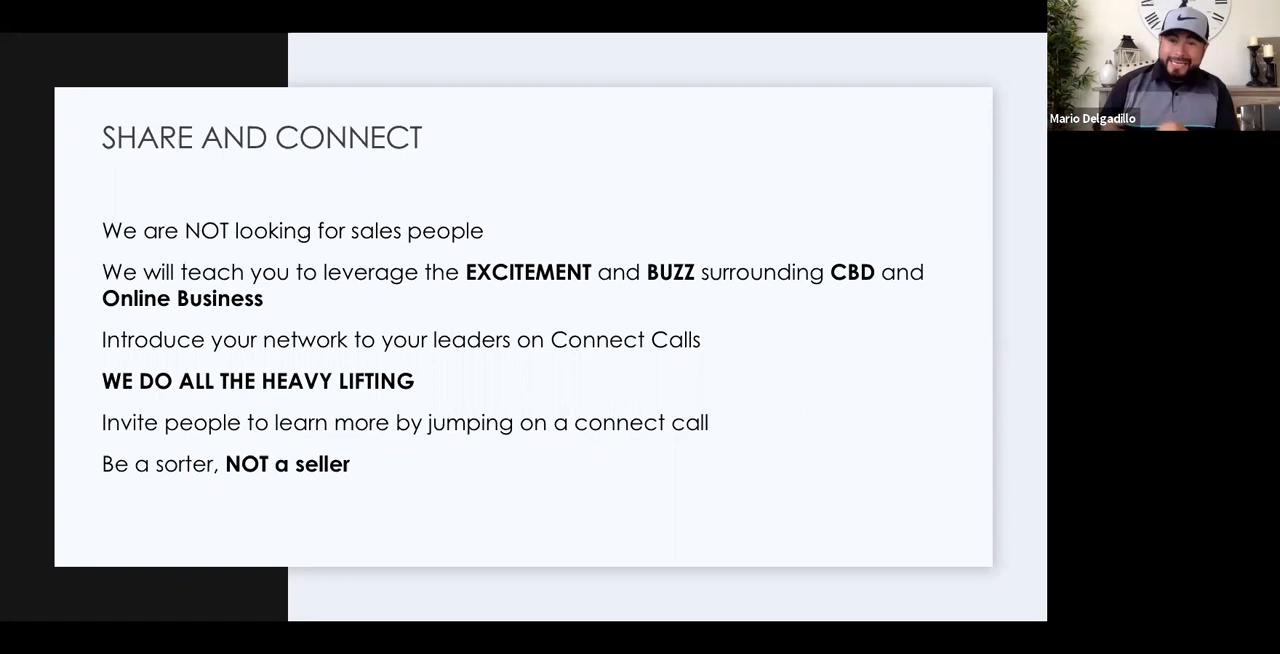 SHARE AND CONNECT
We are NOT looking for sales people
We will teach you to leverage the EXCITEMENT and BUZZ surrounding CBD and
Online Business
Introduce your network to your leaders on Connect Calls
WE DO ALL THE HEAVY LIFTING
Invite people to learn more by jumping on a connect call
Be a sorter, NOT a seller
Mario Delgadillo